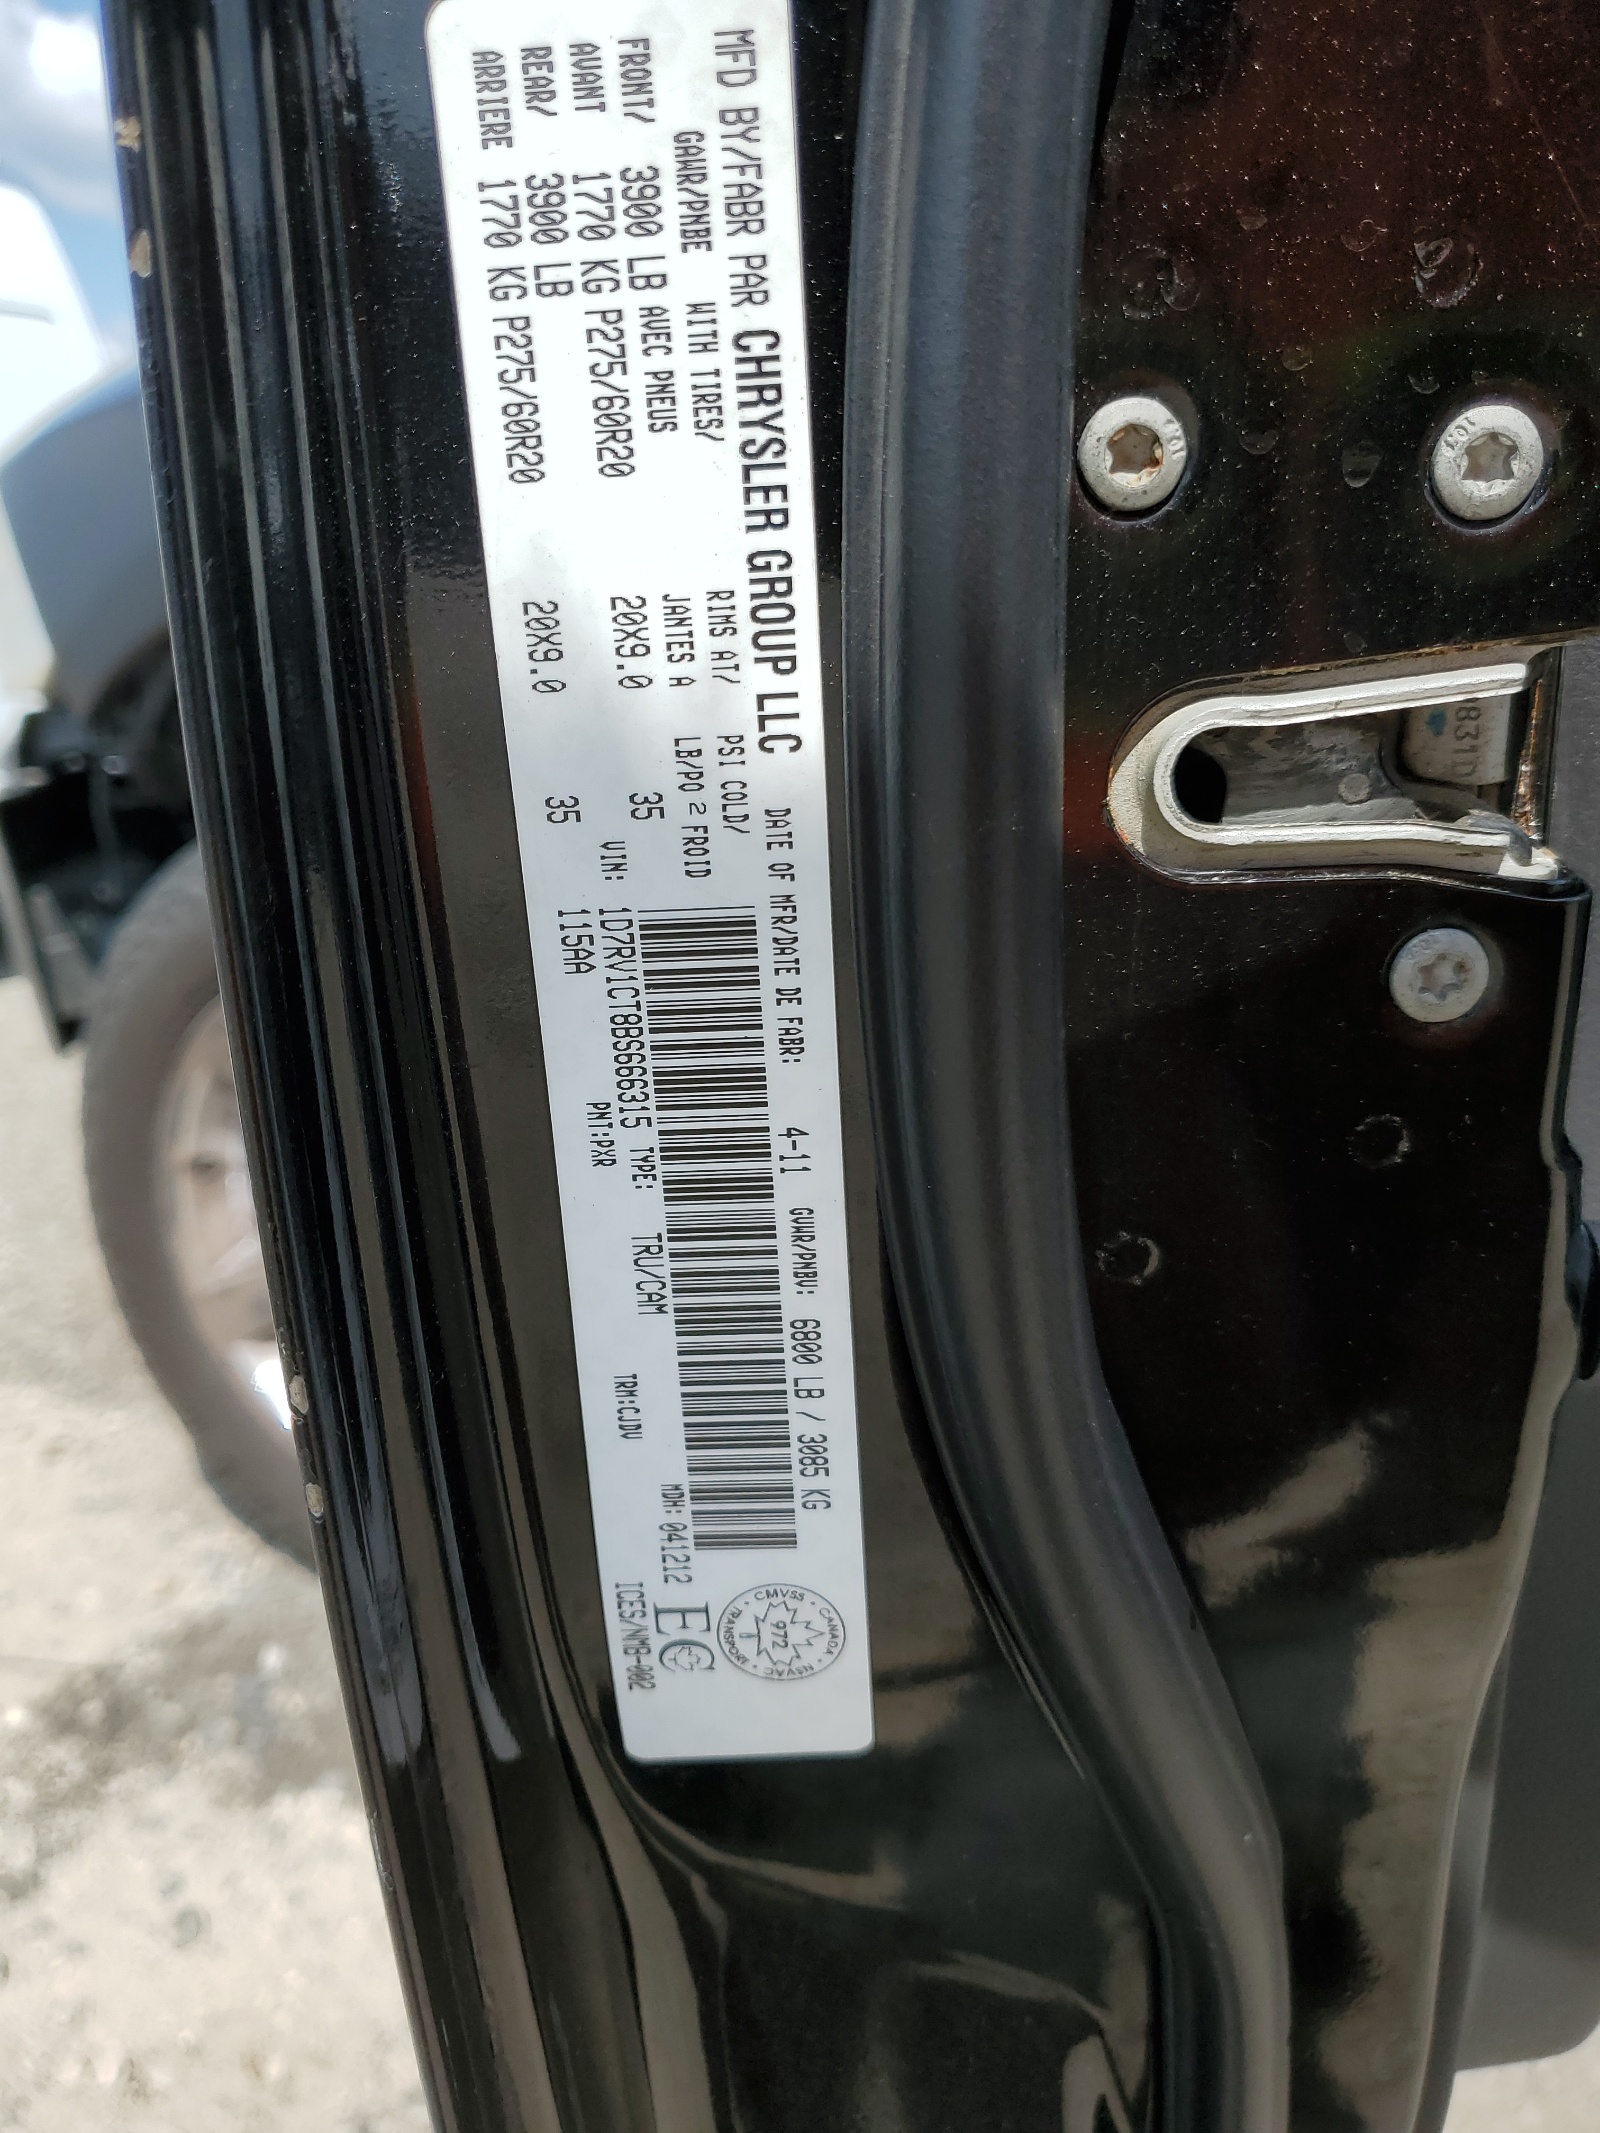 MFD BY/FABR PAR CHRYSLER GROUP LLC
DATE OF MFR/DATE DE FABR: 4-11 GVWR/PNBV: 6800 LB / 3085 KG
GAWR/PNBE WITH TIRES/ RIMS AT/ PSI COLD/
FRONT/ 3900 LB AVEC PNEUS JANTES A LB/PO 2 FROID
AVANT 1770 KG P275/60R20 20X9.0 35
REAR/ 3900 LB
ARRIERE 1770 KG P275/60R20 20X9.0 35
MDH: 041212
VIN: 1D7RV1CT8BS666315 TYPE: TRU/CAM
115AA PNT:PXR TRM:CJDV
EC
ICES/NMB-002
CMVSS · CANADA · NSVAC · TRANSPORT
972
T
831D